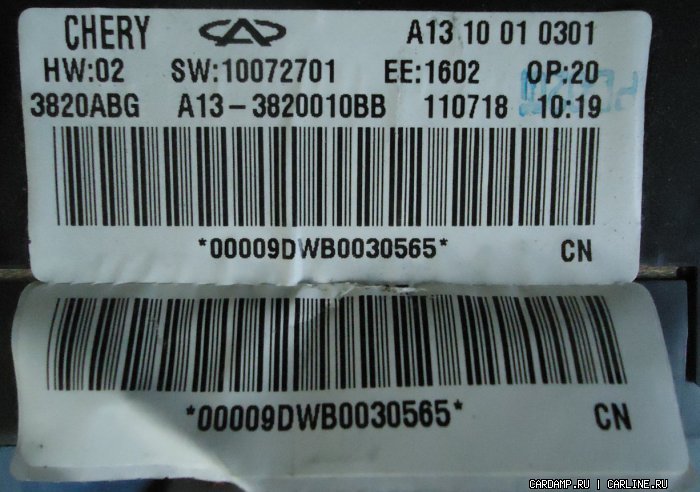 CHERY A13 10 01 0301
HW:02 SW:10072701 EE:1602 OP:20
3820ABG A13-3820010BB 110718 10:19
*00009DWB0030565* CN
*00009DWB0030565* CN
CARDAMP.RU | CARLINE.RU